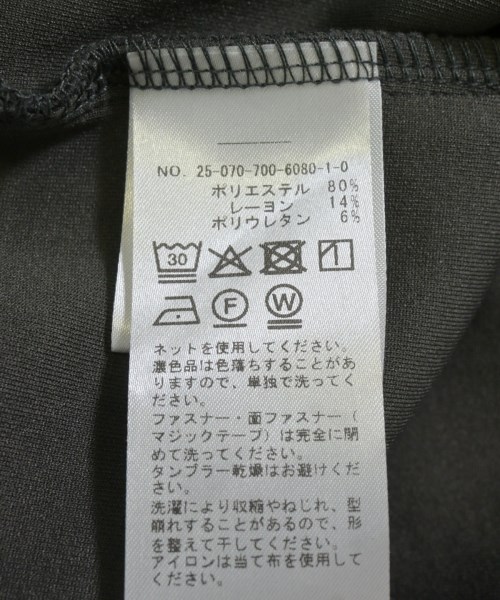 NO. 25-070-700-6080-1-0
ポリエステル 80%
レーヨン 14%
ポリウレタン 6%
30
F W
ネットを使用してください。
濃色品は色落ちすることがあ
りますので、単独で洗ってく
ださい。
ファスナー・面ファスナー(
マジックテープ)は完全に閉
めて洗ってください。
タンブラー乾燥はお避けくだ
さい。
洗濯により収縮やねじれ、型
崩れすることがあるので、形
を整えて干してください。
アイロンは当て布を使用して
ください。